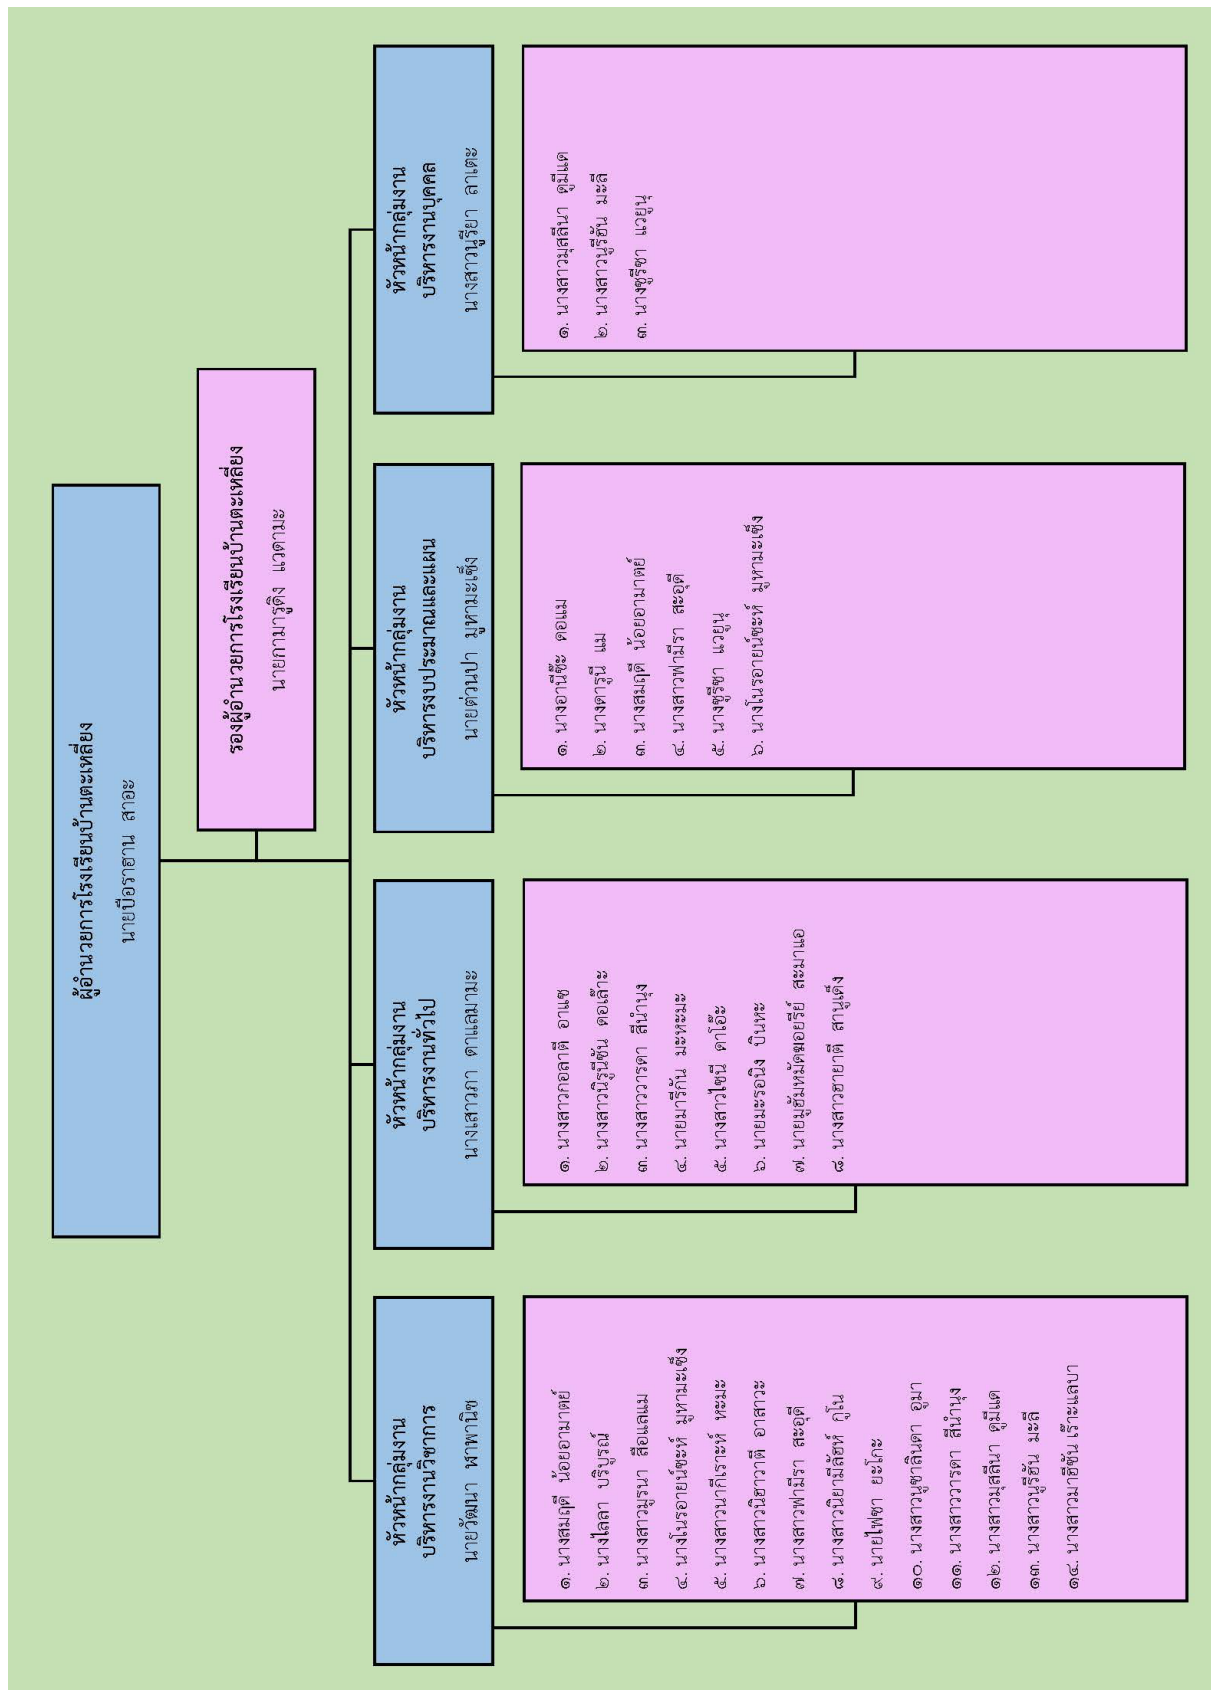 ผู้อำนวยการโรงเรียนบ้านตะเหลี่ยง
นายบือราฮาน สาอะ
รองผู้อำนวยการโรงเรียนบ้านตะเหลี่ยง
นายกามารูดิง แวดามะ
หัวหน้ากลุ่มงาน
บริหารงานวิชาการ
นายวัฒนา พาพานิช
๑. นางสมฤดี น้อยอามาตย์
๒. นางไลลา บริบูรณ์
๓. นางสาวมูรนา สือแลแม
๔. นางโนรอายน์ซะห์ มูหามะเซ็ง
๕. นางสาวนากีเราะห์ หะมะ
๖. นางสาวนิฮาวาตี อาสาวะ
๗. นางสาวฟามีรา สะอุดี
๘. นางสาวนิยามีลัฮห์ กูโน
๙. นายไฟซา ยะโกะ
๑๐. นางสาวนูซาลินดา อูมา
๑๑. นางสาววารดา สีนำนุง
๑๒. นางสาวมุสลีนา ดูมีแด
๑๓. นางสาวนูรีฮัน มะลี
๑๔. นางสาวมาฮีซัน เร๊าะแลบา
หัวหน้ากลุ่มงาน
บริหารงานทั่วไป
นางเสาวภา ดาแลมามะ
๑. นางสาวกอลาตี อาแซ
๒. นางสาวนิรูนีซัน ดอเล๊าะ
๓. นางสาววารดา สีนำนุง
๔. นายมารีกัน มะหะมะ
๕. นางสาวไซนี ดาโอ๊ะ
๖. นายมะรอนิง บินหะ
๗. นายมูฮัมหมัดฆอยรีย์ สะมาแอ
๘. นางสาวฮายาตี สานูเด็ง
หัวหน้ากลุ่มงาน
บริหารงบประมาณและแผน
นายต่วนปา มูหามะเซ็ง
๑. นางอานีซ๊ะ ดอแม
๒. นางดารูนี แม
๓. นางสมฤดี น้อยอามาตย์
๔. นางสาวฟามีรา สะอุดี
๕. นางซูรีซา แวยูนุ
๖. นางโนรอายน์ซะห์ มูหามะเซ็ง
หัวหน้ากลุ่มงาน
บริหารงานบุคคล
นางสาวนูรียา ลาเตะ
๑. นางสาวมุสลีนา ดูมีแด
๒. นางสาวนูรีฮัน มะลี
๓. นางซูรีซา แวยูนุ